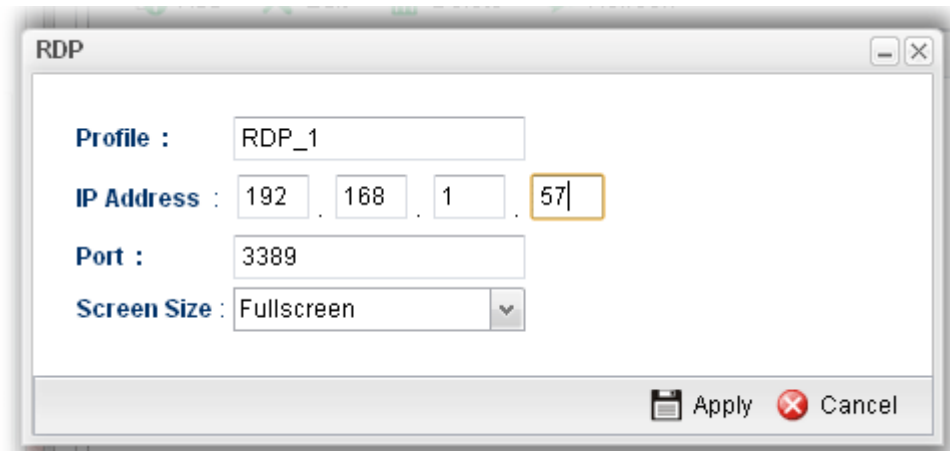 RDP
Profile : RDP_1
IP Address : 192 . 168 . 1 . 57
Port : 3389
Screen Size : Fullscreen
Apply Cancel